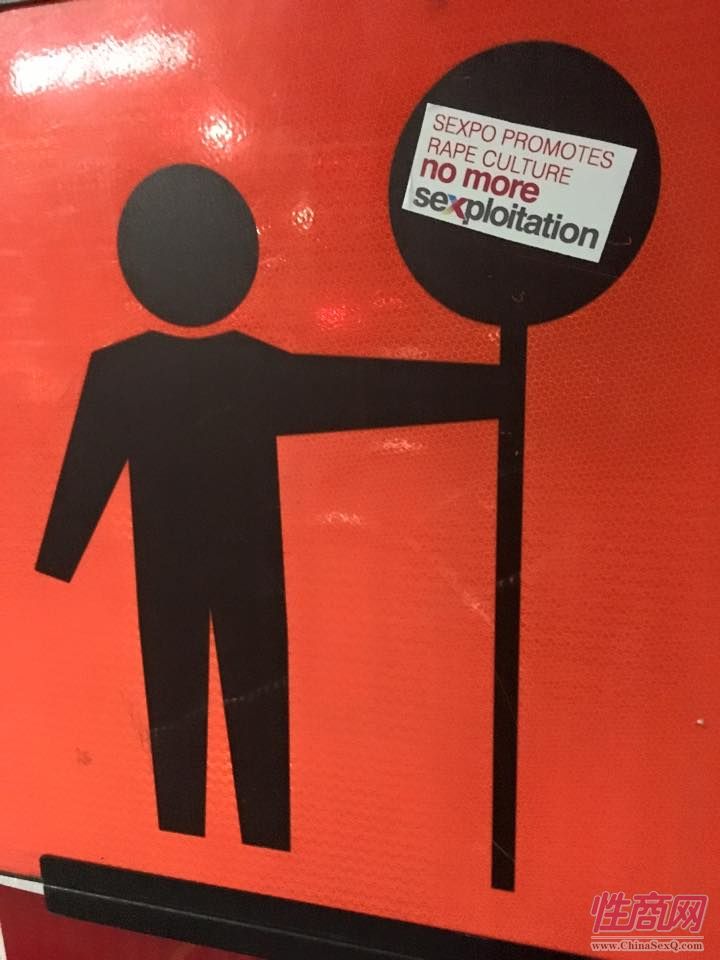 SEXPO PROMOTES
RAPE CULTURE
no more
sexploitation
性商网
www.ChinaSexQ.com